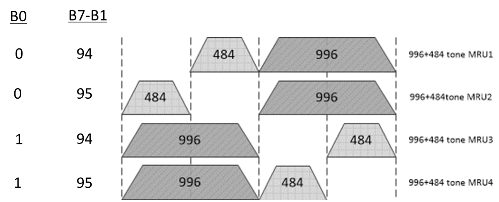 B0 B7-B1
0 94 484 996 996+484 tone MRU1
0 95 484 996 996+484tone MRU2
1 94 996 484 996+484 tone MRU3
1 95 996 484 996+484 tone MRU4